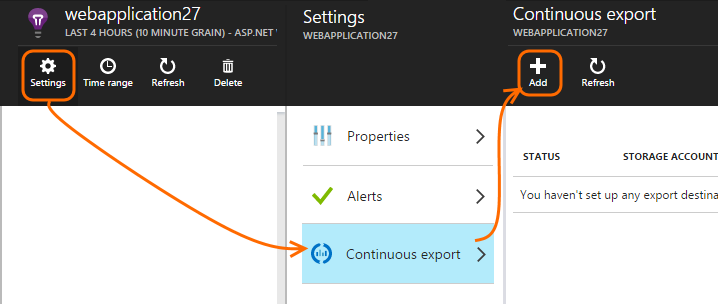 webapplication27
LAST 4 HOURS (10 MINUTE GRAIN) - ASP.NET
Settings
Time range
Refresh
Delete
Settings
WEBAPPLICATION27
Properties
Alerts
Continuous export
Continuous export
WEBAPPLICATION27
Add
Refresh
STATUS
STORAGE ACCOUNT
You haven't set up any export destina